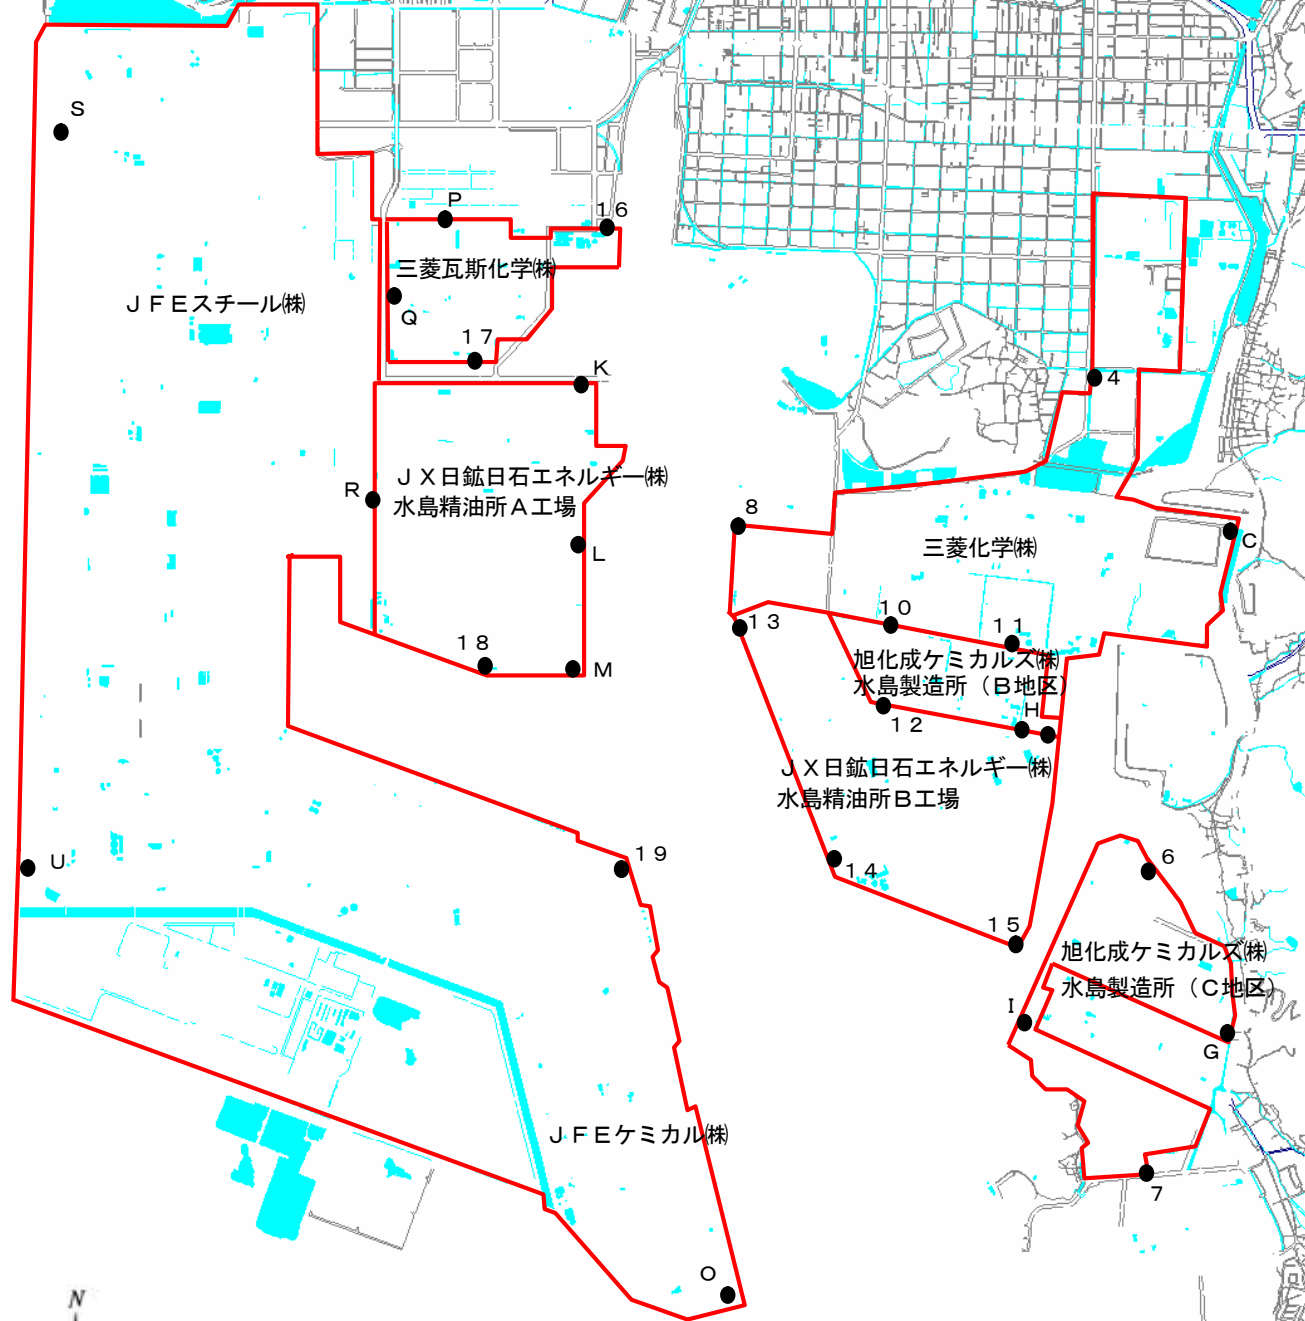 S
P
１６
三菱瓦斯化学㈱
ＪＦＥスチール㈱
Q
１７
K
4
ＪＸ日鉱日石エネルギー㈱
水島精油所Ａ工場
R
L
8
三菱化学㈱
C
１０
１１
１３
１８
M
旭化成ケミカルズ㈱
水島製造所（Ｂ地区）
H
１２
ＪＸ日鉱日石エネルギー㈱
水島精油所Ｂ工場
U
１９
１４
6
１５
旭化成ケミカルズ㈱
水島製造所（Ｃ地区）
I
G
ＪＦＥケミカル㈱
7
O
N